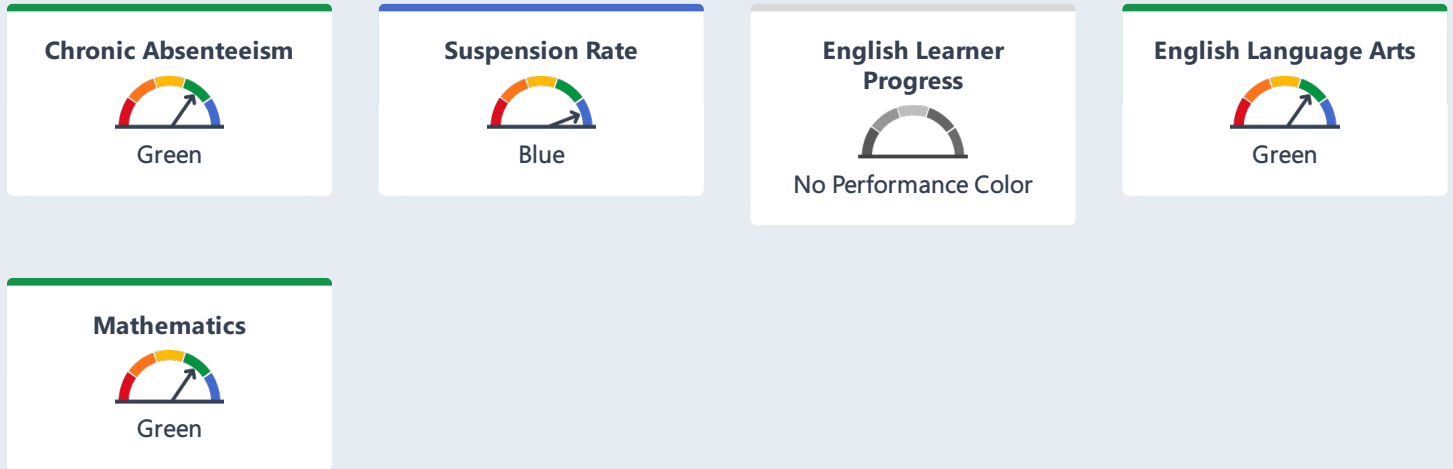 Chronic Absenteeism
Green
Suspension Rate
Blue
English Learner
Progress
No Performance Color
English Language Arts
Green
Mathematics
Green